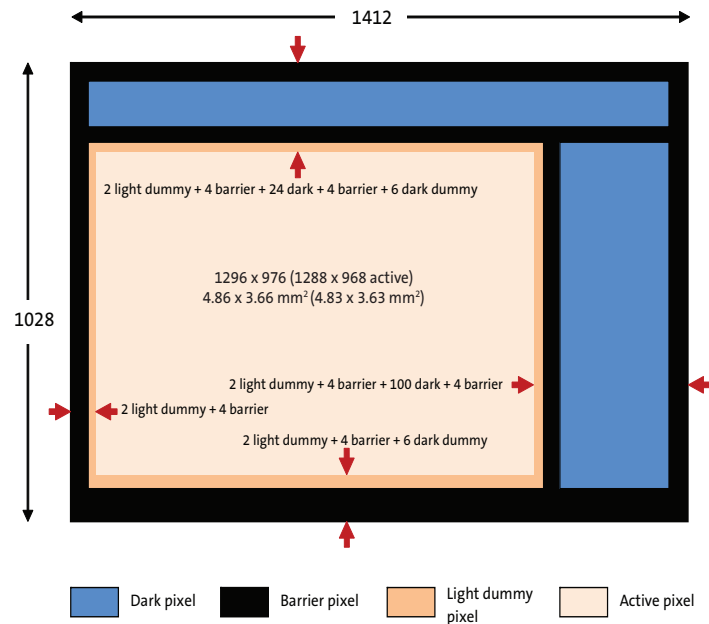 1412
2 light dummy + 4 barrier + 24 dark + 4 barrier + 6 dark dummy
1296 x 976 (1288 x 968 active)
4.86 x 3.66 mm² (4.83 x 3.63 mm²)
1028
2 light dummy + 4 barrier + 100 dark + 4 barrier
2 light dummy + 4 barrier
2 light dummy + 4 barrier + 6 dark dummy
Dark pixel
Barrier pixel
Light dummy
pixel
Active pixel